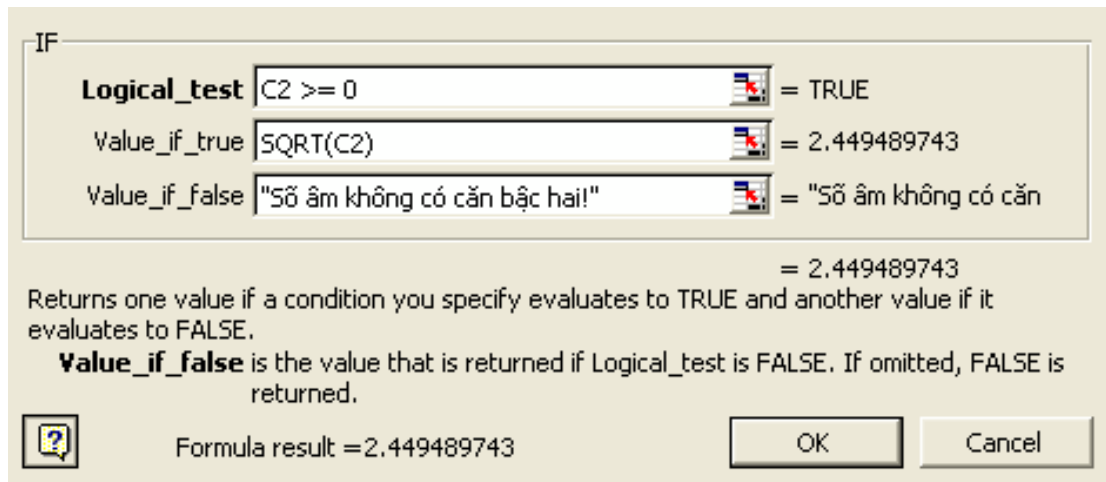 IF
Logical_test C2 >= 0 = TRUE
Value_if_true SQRT(C2) = 2.449489743
Value_if_false "Sỗ âm không có căn bậc hai!" = "Sỗ âm không có căn
= 2.449489743
Returns one value if a condition you specify evaluates to TRUE and another value if it
evaluates to FALSE.
Value_if_false is the value that is returned if Logical_test is FALSE. If omitted, FALSE is
returned.
Formula result =2.449489743 OK Cancel